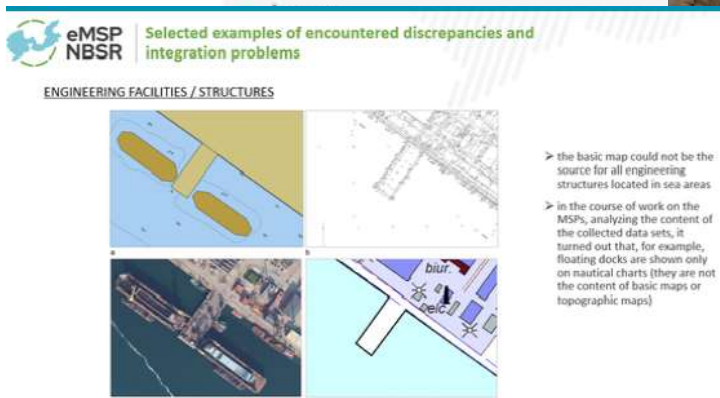 eMSP
NBSR
Selected examples of encountered discrepancies and
integration problems
ENGINEERING FACILITIES / STRUCTURES
a
b
biur.
➤ the basic map could not be the
source for all engineering
structures located in sea areas
➤ in the course of work on the
MSPs, analyzing the content of
the collected data sets, it
turned out that, for example,
floating docks are shown only
on nautical charts (they are not
the content of basic maps or
topographic maps)